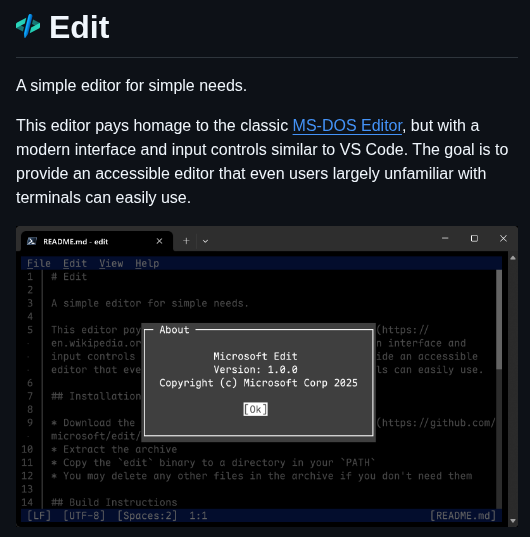 Edit
A simple editor for simple needs.
This editor pays homage to the classic MS-DOS Editor, but with a
modern interface and input controls similar to VS Code. The goal is to
provide an accessible editor that even users largely unfamiliar with
terminals can easily use.
README.md - edit
File Edit View Help
1 # Edit
2
3 A simple editor for simple needs.
4
5 This editor pay (https://
en.wikipedia.or n interface and
input controls ide an accessible
editor that eve ls can easily use.
6
7 ## Installation
8
9 * Download the (https://github.com/
microsoft/edit/
10 * Extract the archive
11 * Copy the `edit` binary to a directory in your `PATH`
12 * You may delete any other files in the archive if you don't need them
13
14 ## Build Instructions
About
Microsoft Edit
Version: 1.0.0
Copyright (c) Microsoft Corp 2025
[Ok]
[LF] [UTF-8] [Spaces:2] 1:1 [README.md]